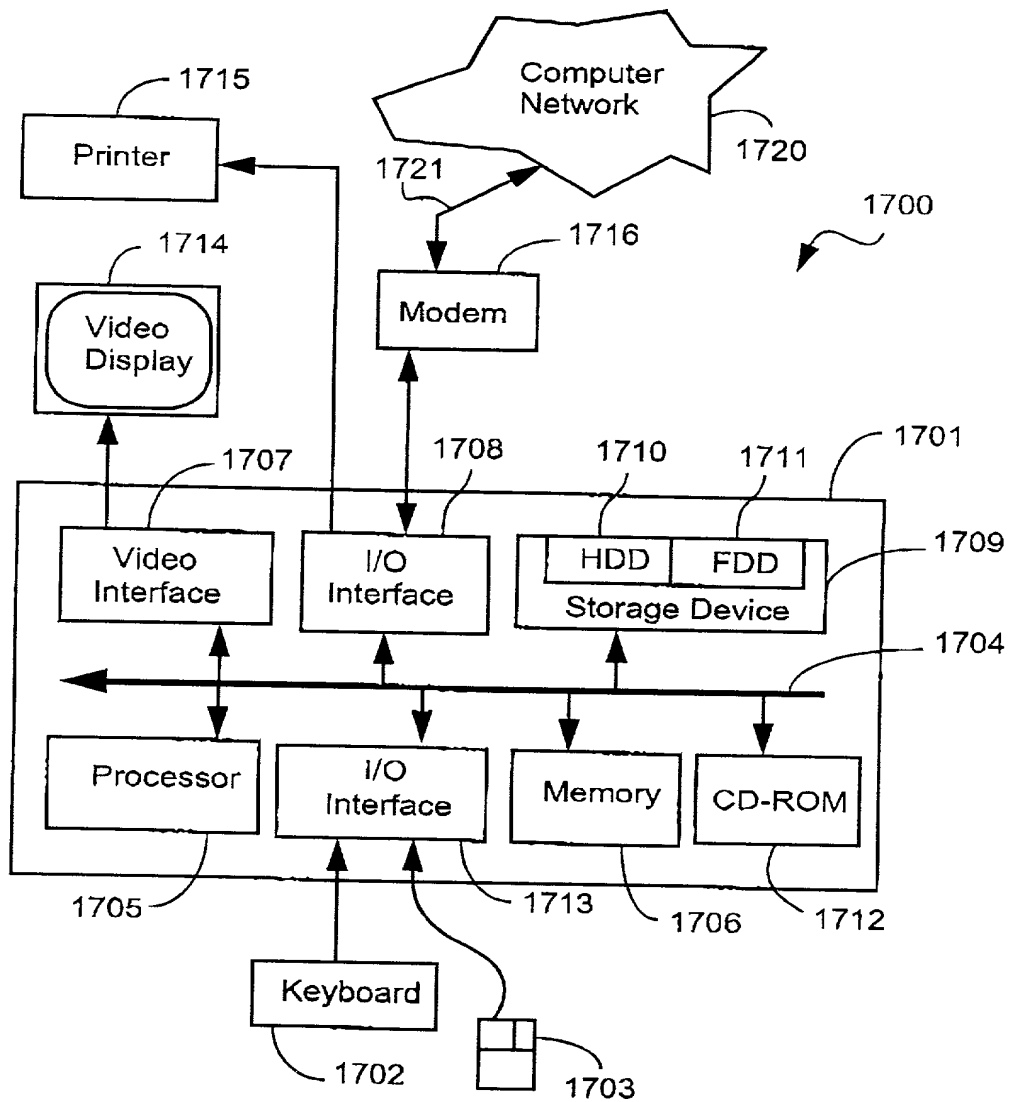 Computer
Network
1715
Printer
1720
1721
1700
1714
1716
Video
Display
Modem
1701
1707
1708
1710
1711
Video
Interface
I/O
Interface
HDD
FDD
1709
Storage Device
1704
Processor
I/O
Interface
Memory
CD-ROM
1705
1713
1706
1712
Keyboard
1702
1703